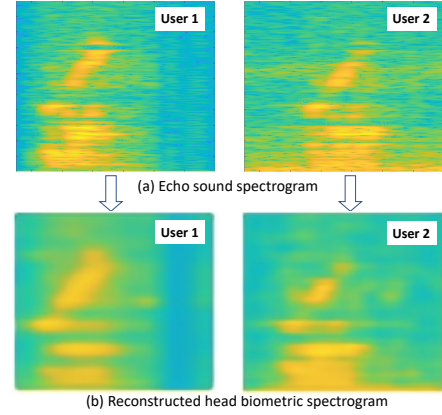 User 1
User 2
(a) Echo sound spectrogram
User 1
User 2
(b) Reconstructed head biometric spectrogram